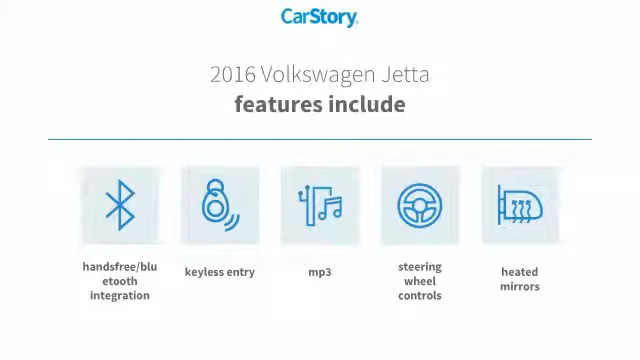 CarStory.
2016 Volkswagen Jetta
features include
handsfree/blu
etooth
integration
keyless entry
mp3
steering
wheel
controls
heated
mirrors